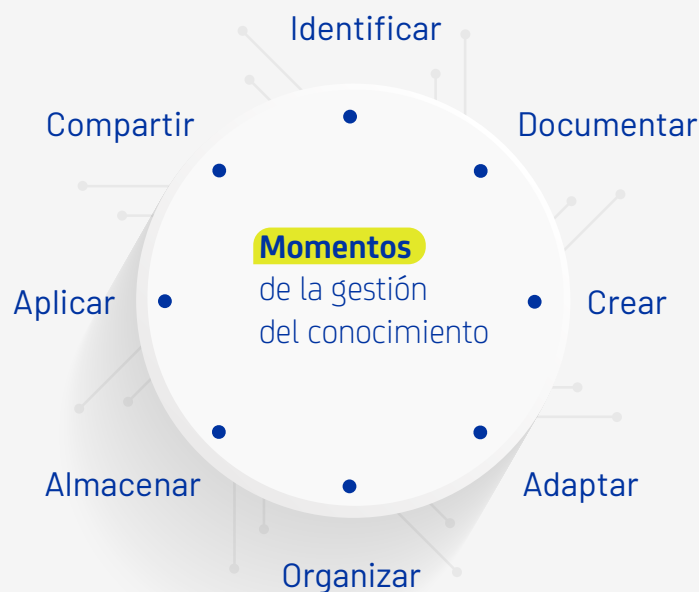 Identificar
Documentar
Crear
Adaptar
Organizar
Almacenar
Aplicar
Compartir
Momentos
de la gestión
del conocimiento